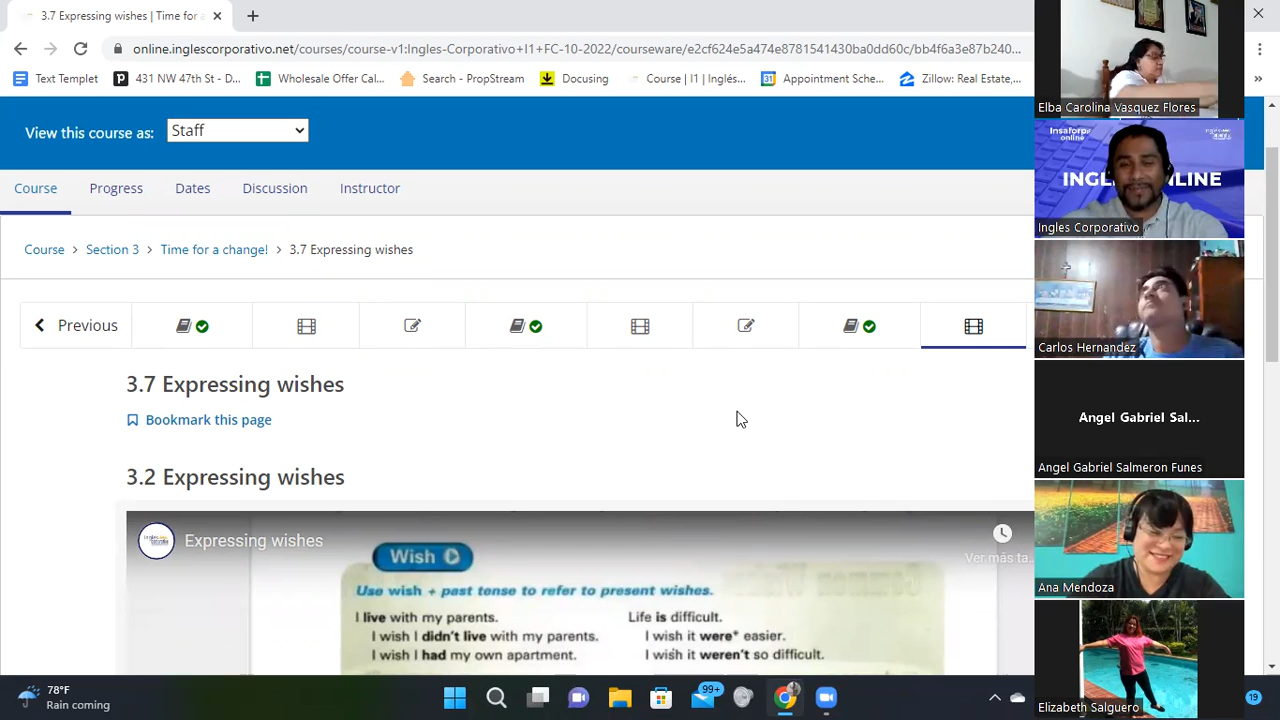 3.7 Expressing wishes | Time for a
online.inglescorporativo.net/courses/course-v1:Ingles-Corporativo+I1+FC-10-2022/courseware/e2cf624e5a474e8781541430ba0dd60c/bb4f6a3e87b240...
Text Templet
431 NW 47th St - D...
Wholesale Offer Cal...
Search - PropStream
Docusing
Course | I1 | Inglés...
Appointment Sche...
Zillow: Real Estate,...
View this course as:
Staff
Course
Progress
Dates
Discussion
Instructor
Course > Section 3 > Time for a change! > 3.7 Expressing wishes
Previous
3.7 Expressing wishes
Bookmark this page
3.2 Expressing wishes
Expressing wishes
Ver más ta...
Wish
Use wish + past tense to refer to present wishes.
I live with my parents.
I wish I didn't live with my parents.
I wish I had my own apartment.
Life is difficult.
I wish it were* easier.
I wish it weren't so difficult.
Elba Carolina Vasquez Flores
Insaforp
online
INGL
NLINE
Ingles Corporativo
Carlos Hernandez
Angel Gabriel Sal...
Angel Gabriel Salmeron Funes
Ana Mendoza
Elizabeth Salguero
78°F
Rain coming
99+
19